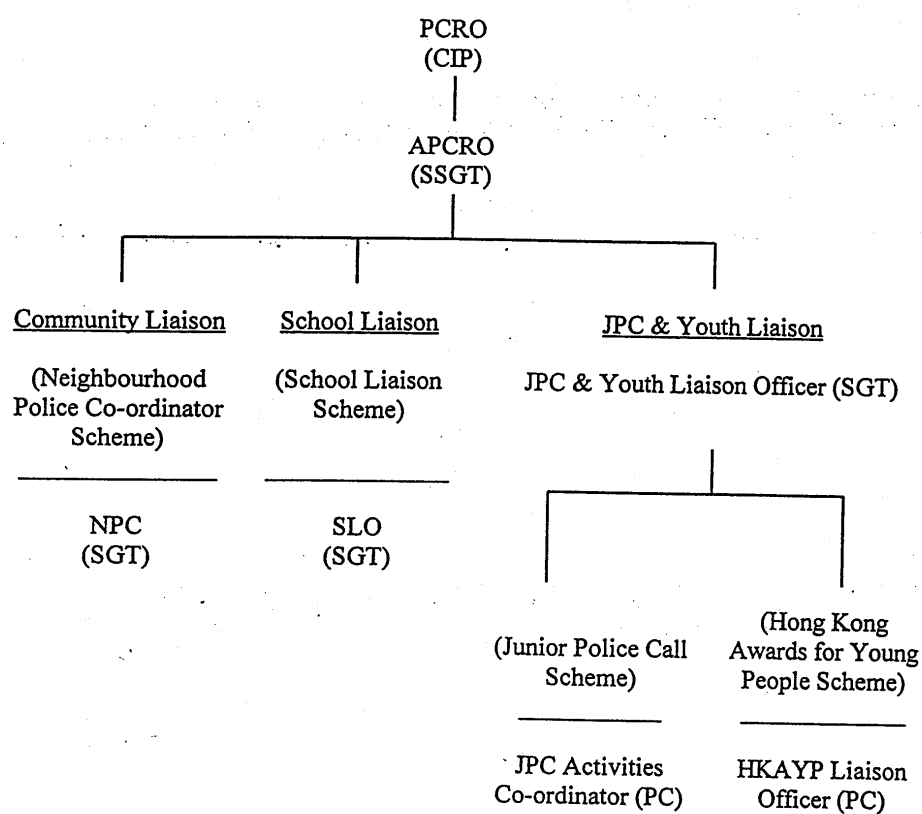 PCRO
(CIP)
APCRO
(SSGT)
Community Liaison
(Neighbourhood
Police Co-ordinator
Scheme)
NPC
(SGT)
School Liaison
(School Liaison
Scheme)
SLO
(SGT)
JPC & Youth Liaison
JPC & Youth Liaison Officer (SGT)
(Junior Police Call
Scheme)
JPC Activities
Co-ordinator (PC)
(Hong Kong
Awards for Young
People Scheme)
HKAYP Liaison
Officer (PC)